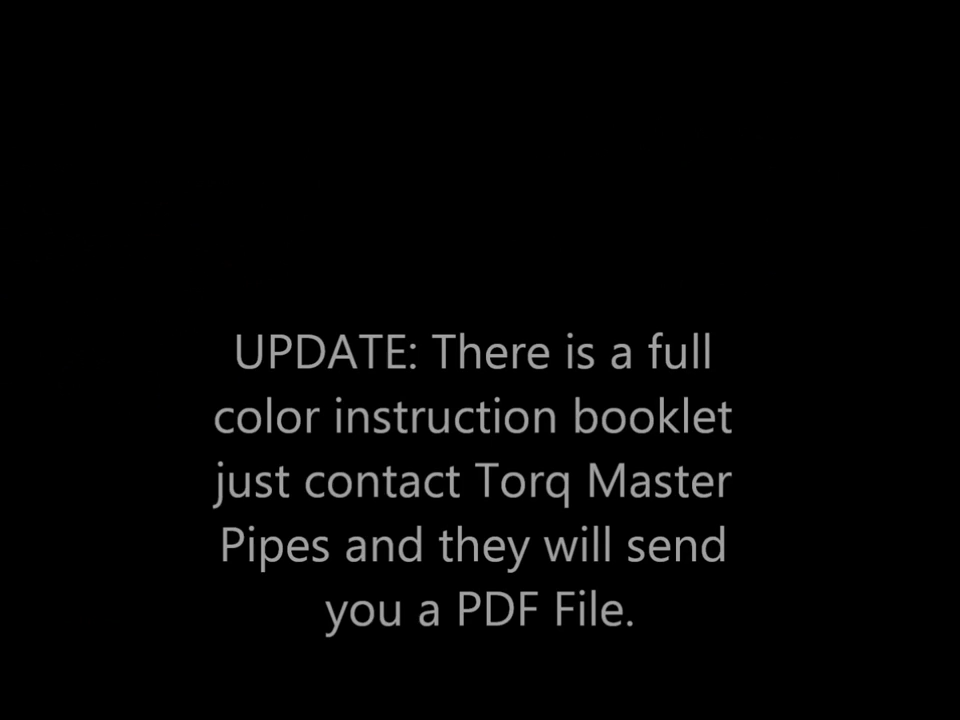 UPDATE: There is a full
color instruction booklet
just contact Torq Master
Pipes and they will send
you a PDF File.